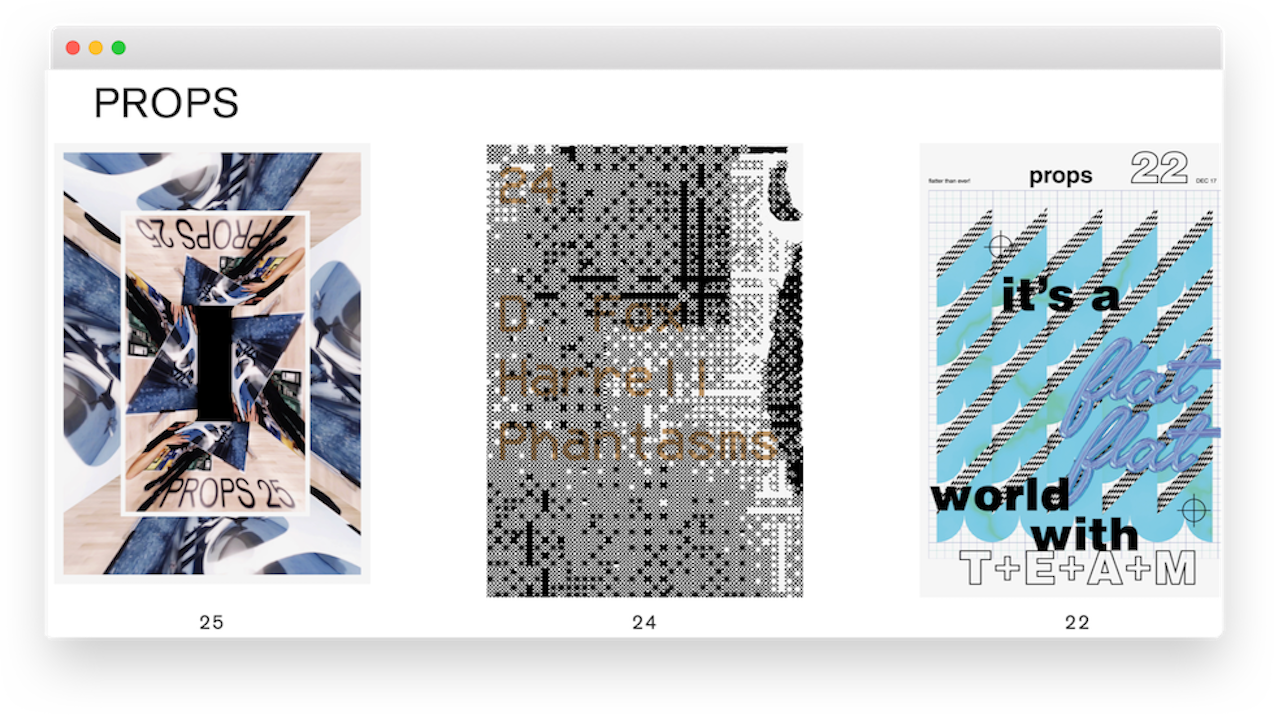 PROPS
PROPS 25
PROPS 25
25
24
D. Fox
Harrell
Phantasms
24
flatter than ever!
props
22
DEC 17
it's a
flat
flat
world
with
T+E+A+M
22